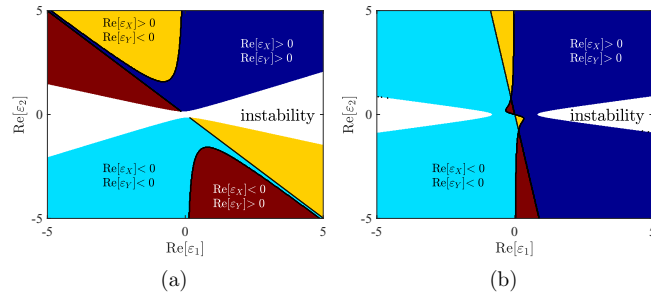 5
Re[ε_X]> 0
Re[ε_Y]< 0
Re[ε_X]> 0
Re[ε_Y]> 0
Re[ε_2]
0
instability
Re[ε_X]< 0
Re[ε_Y]< 0
Re[ε_X]< 0
Re[ε_Y]> 0
-5
-5
0
5
Re[ε_1]
(a)
5
Re[ε_X]> 0
Re[ε_Y]> 0
Re[ε_2]
0
instability
Re[ε_X]< 0
Re[ε_Y]< 0
-5
-5
0
5
Re[ε_1]
(b)